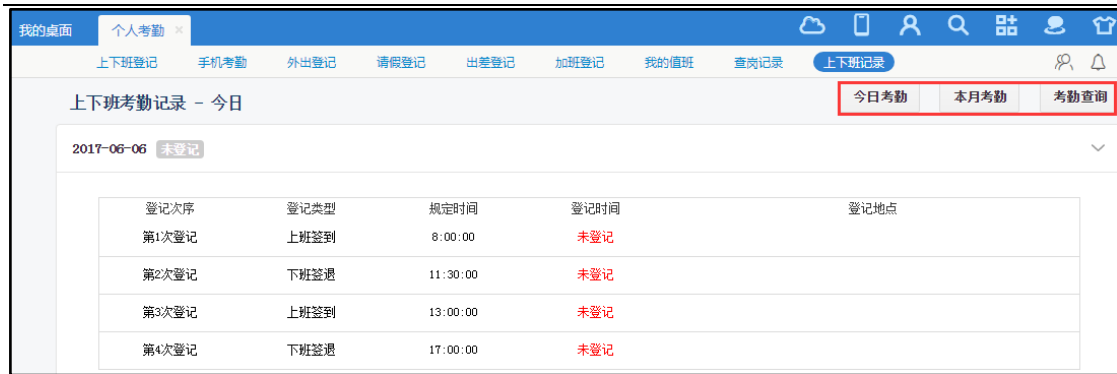 我的桌面 个人考勤 ×
上下班登记 手机考勤 外出登记 请假登记 出差登记 加班登记 我的值班 查岗记录 上下班记录
上下班考勤记录 - 今日 今日考勤 本月考勤 考勤查询
2017-06-06 未登记
登记次序 登记类型 规定时间 登记时间 登记地点
第1次登记 上班签到 8:00:00 未登记
第2次登记 下班签退 11:30:00 未登记
第3次登记 上班签到 13:00:00 未登记
第4次登记 下班签退 17:00:00 未登记